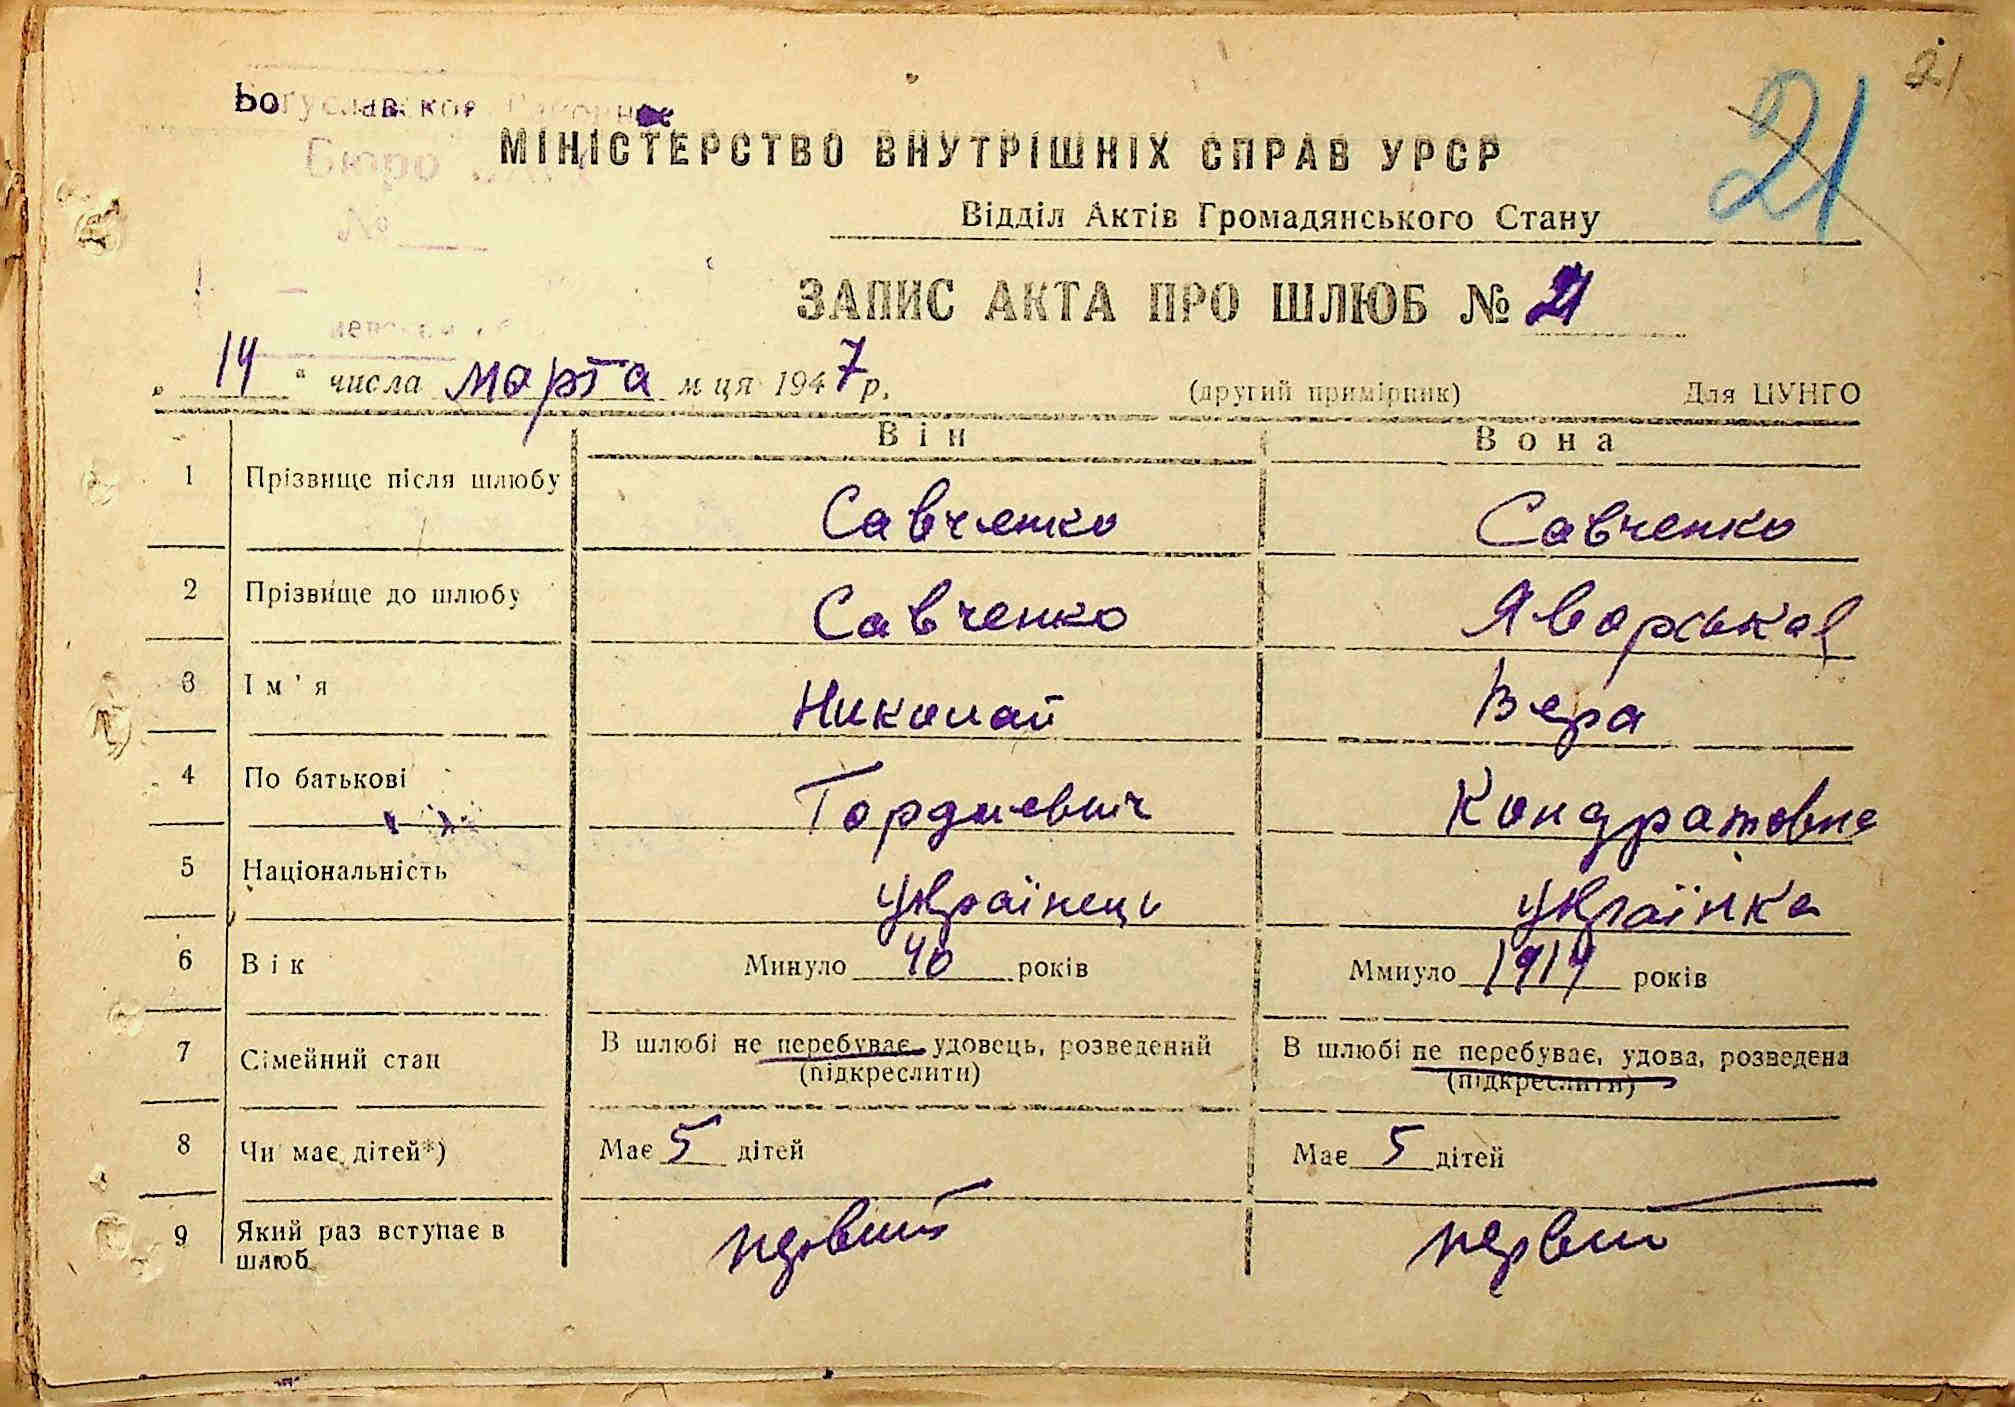 21
21
Богуславское
Бюро
№
МІНІСТЕРСТВО ВНУТРІШНІХ СПРАВ УРСР
Відділ Актів Громадянського Стану
ЗАПИС АКТА ПРО ШЛЮБ № 21
„ 14 “ числа марта м ця 1947 р.
(другий примірник) Для ЦУНГО
Він Вона
1 Прізвище після шлюбу Савченко Савченко
2 Прізвище до шлюбу Савченко Яворськая
3 Ім'я Николай Вера
4 По батькові Гордиевич Кондратовна
5 Національність українець українка
6 Вік Минуло 40 років Ммнуло 1914 років
7 Сімейний стан В шлюбі не перебуває, удовець, розведений В шлюбі не перебуває, удова, розведена
(підкреслити) (підкреслити)
8 Чи має дітей*) Має 5 дітей Має 5 дітей
9 Який раз вступає в первий первий
шлюб